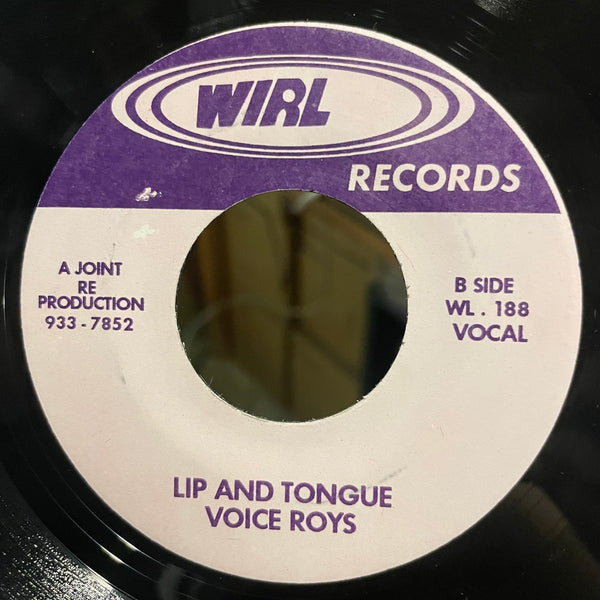 WIRL
RECORDS
A JOINT
RE
PRODUCTION
933 - 7852
B SIDE
WL . 188
VOCAL
LIP AND TONGUE
VOICE ROYS